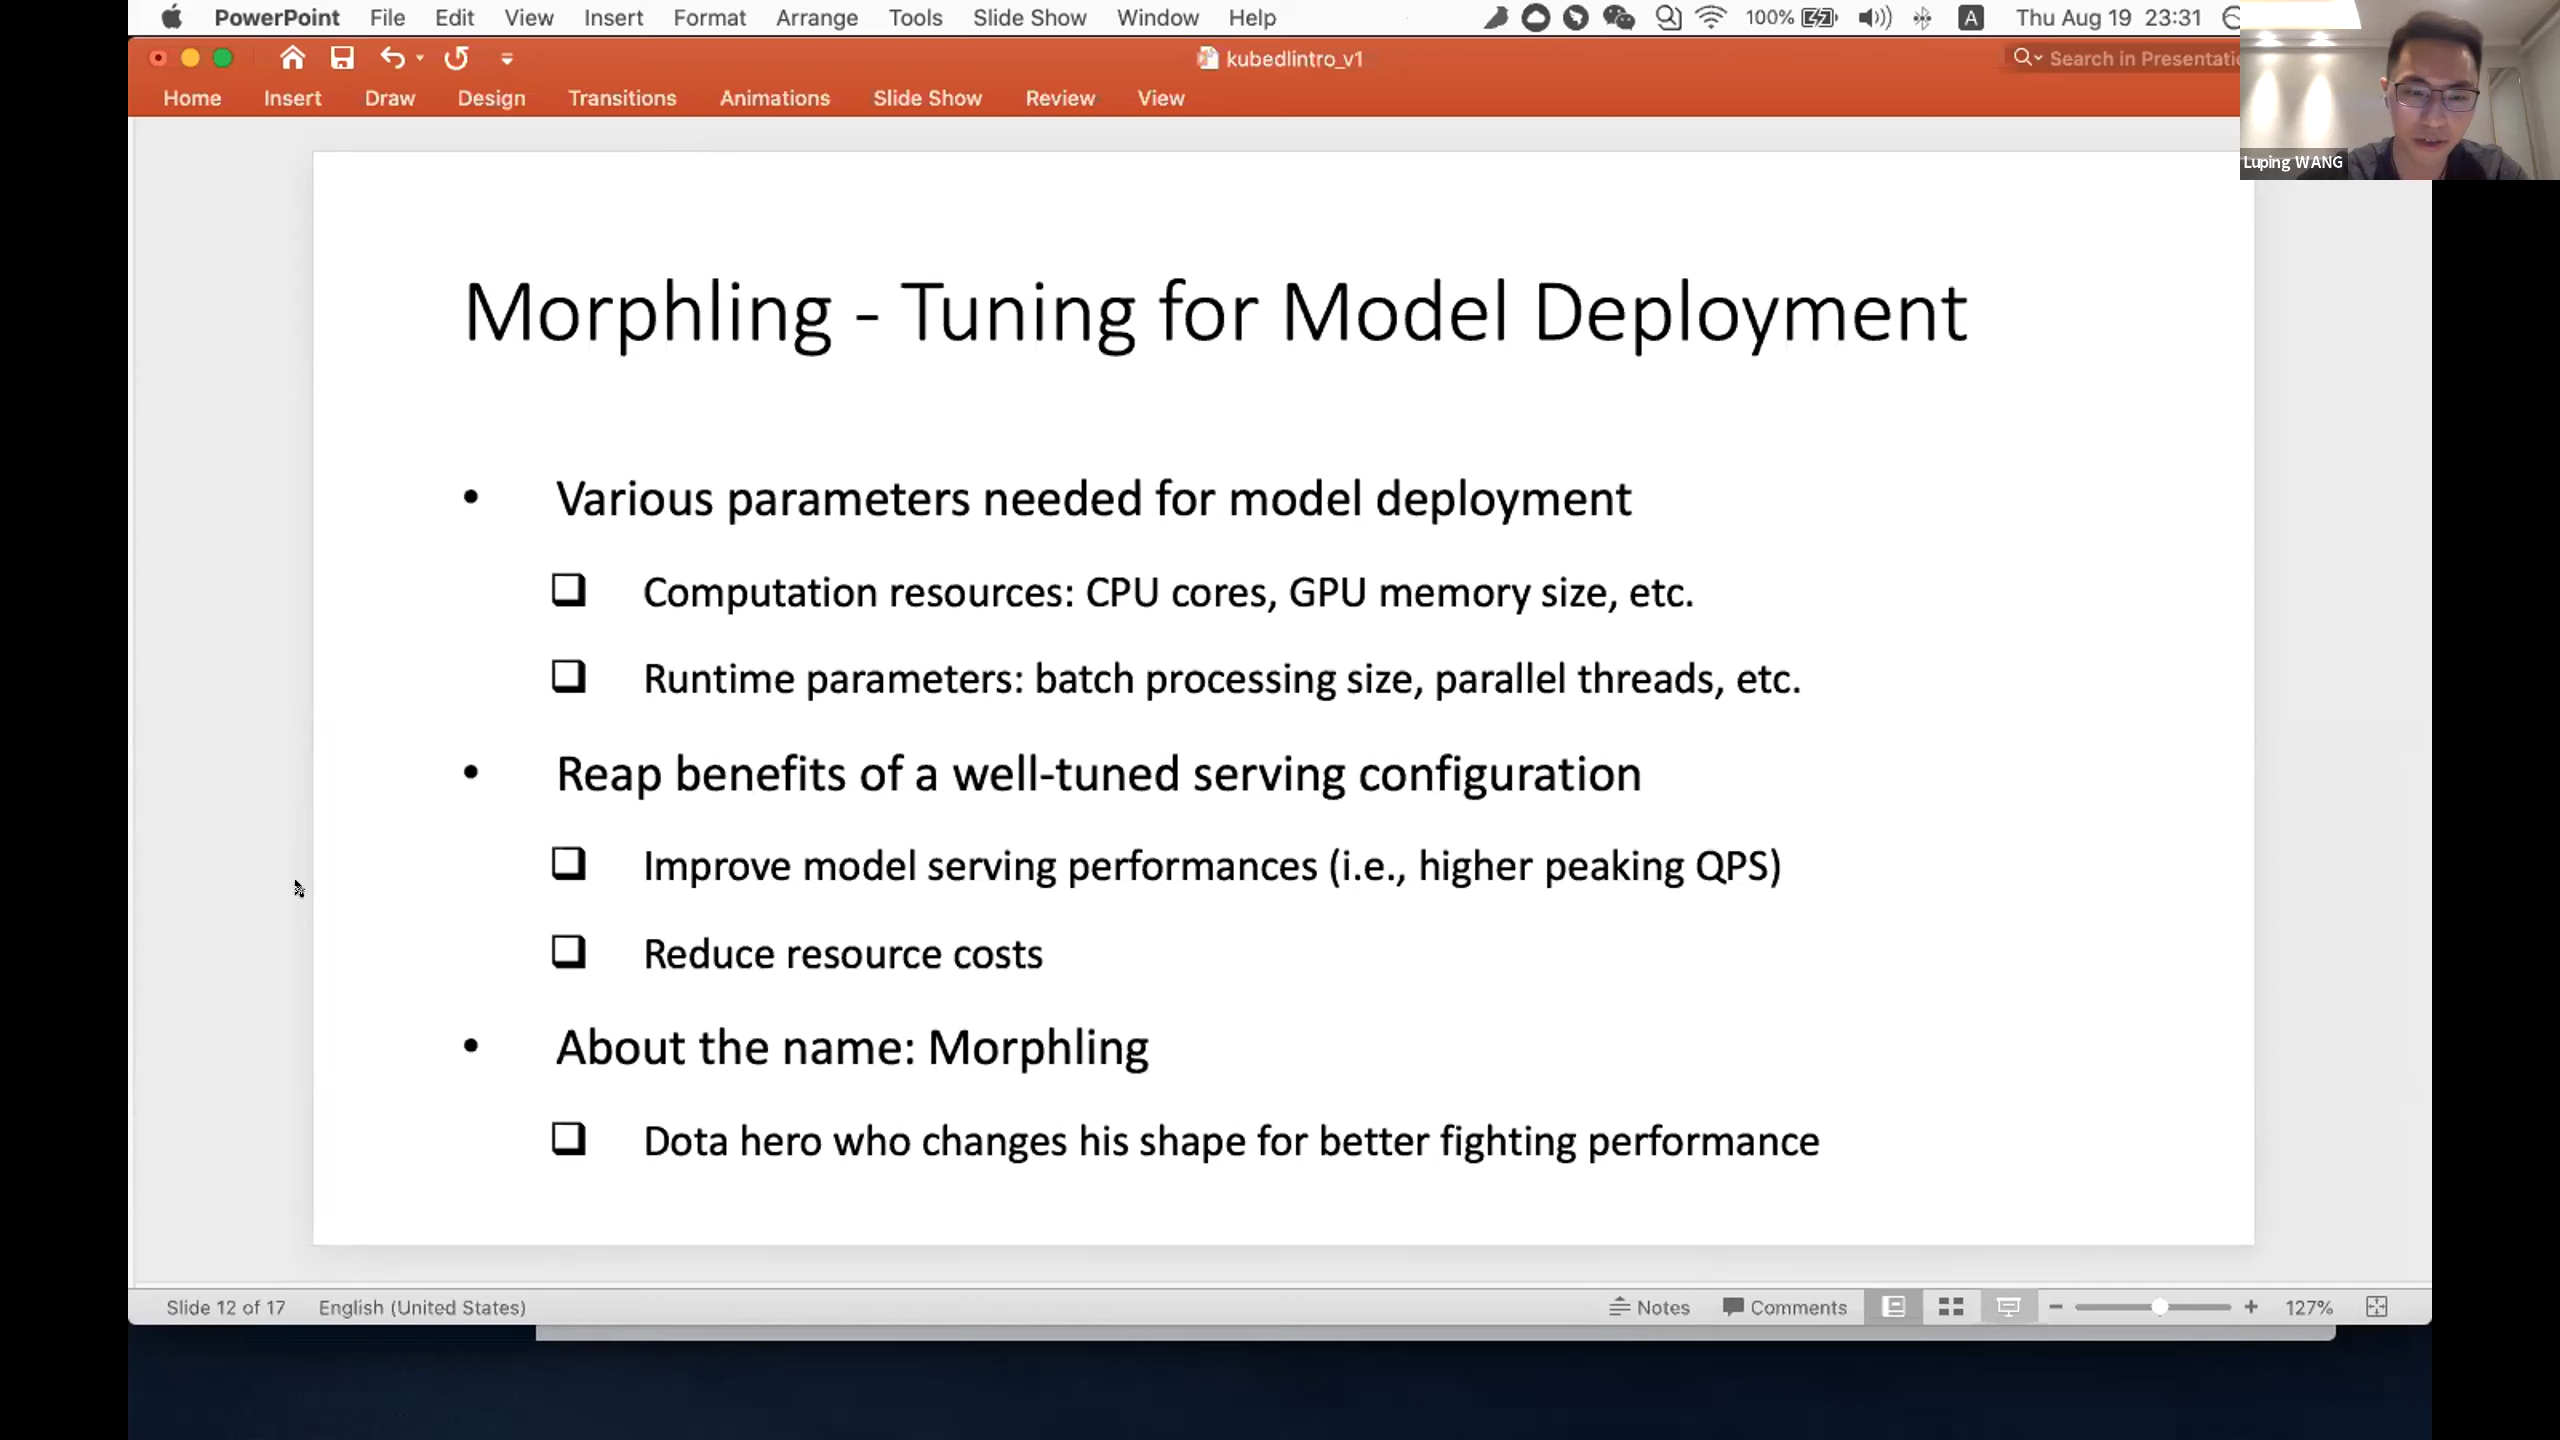 PowerPoint File Edit View Insert Format Arrange Tools Slide Show Window Help 100% A Thu Aug 19 23:31
kubedlintro_v1
Home Insert Draw Design Transitions Animations Slide Show Review View
Luping WANG
Morphling - Tuning for Model Deployment
• Various parameters needed for model deployment
❑ Computation resources: CPU cores, GPU memory size, etc.
❑ Runtime parameters: batch processing size, parallel threads, etc.
• Reap benefits of a well-tuned serving configuration
❑ Improve model serving performances (i.e., higher peaking QPS)
❑ Reduce resource costs
• About the name: Morphling
❑ Dota hero who changes his shape for better fighting performance
Slide 12 of 17 English (United States) Notes Comments 127%